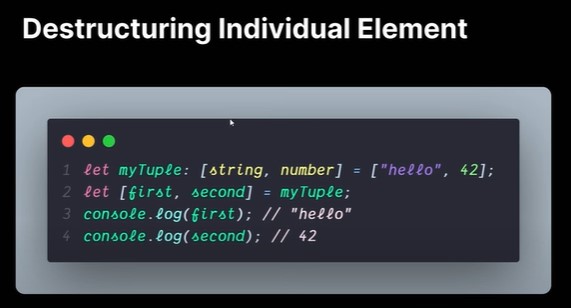 Destructuring Individual Element
1 let myTuple: [string, number] = ["hello", 42];
2 let [first, second] = myTuple;
3 console.log(first); // "hello"
4 console.log(second); // 42